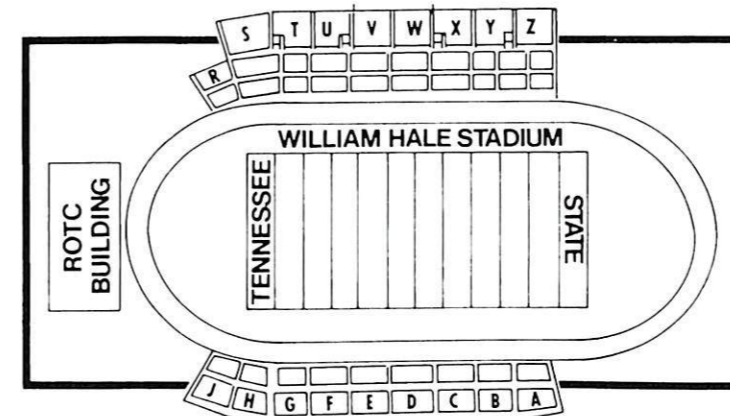 S T U V W X Y Z
R
WILLIAM HALE STADIUM
ROTC
BUILDING
TENNESSEE
STATE
J H G F E D C B A